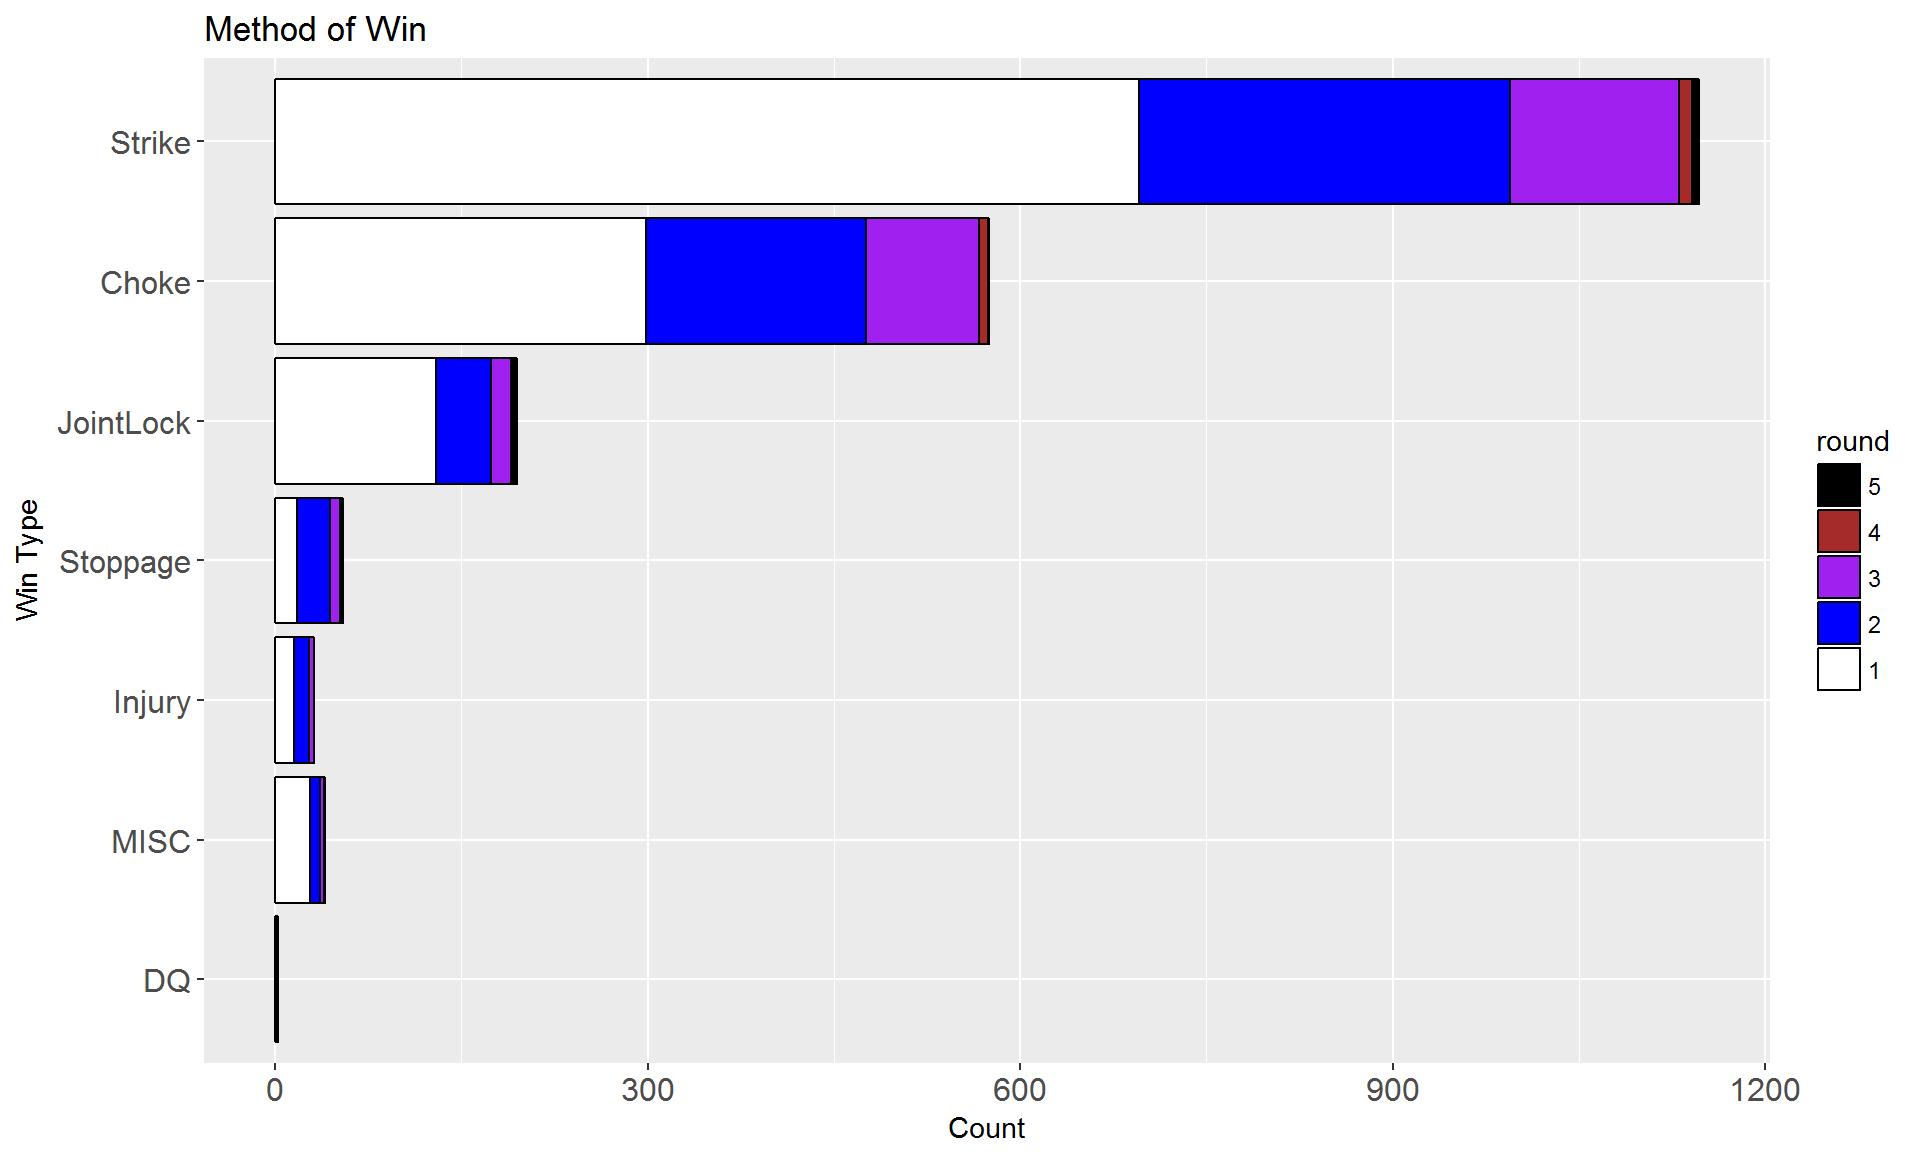 Method of Win
Strike
Choke
JointLock
Stoppage
Injury
MISC
DQ
Win Type
0 300 600 900 1200
Count
round
5
4
3
2
1